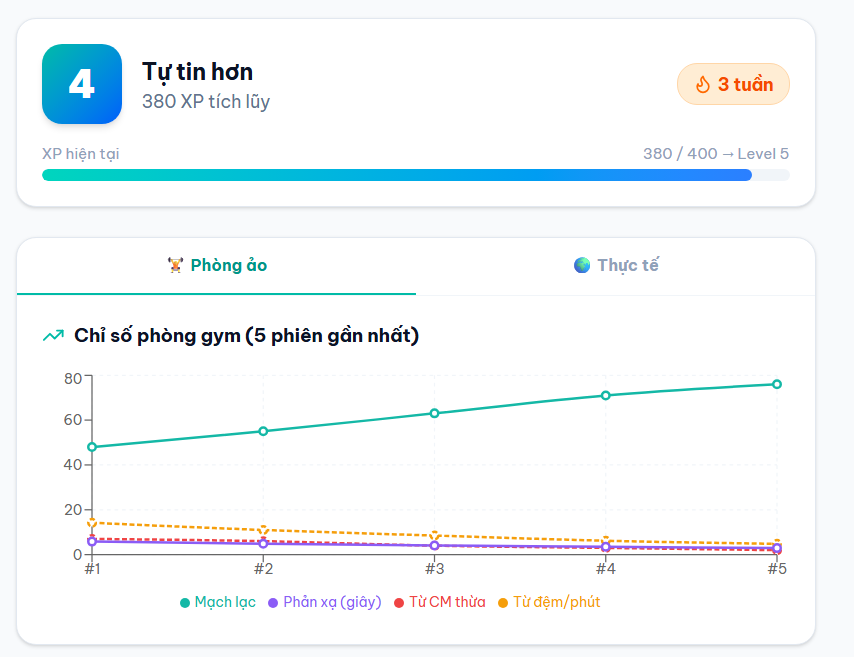 4
Tự tin hơn
380 XP tích lũy
3 tuần
XP hiện tại
380 / 400 → Level 5
Phòng ảo
Thực tế
Chỉ số phòng gym (5 phiên gần nhất)
80
60
40
20
0
#1 #2 #3 #4 #5
Mạch lạc Phản xạ (giây) Từ CM thừa Từ đệm/phút